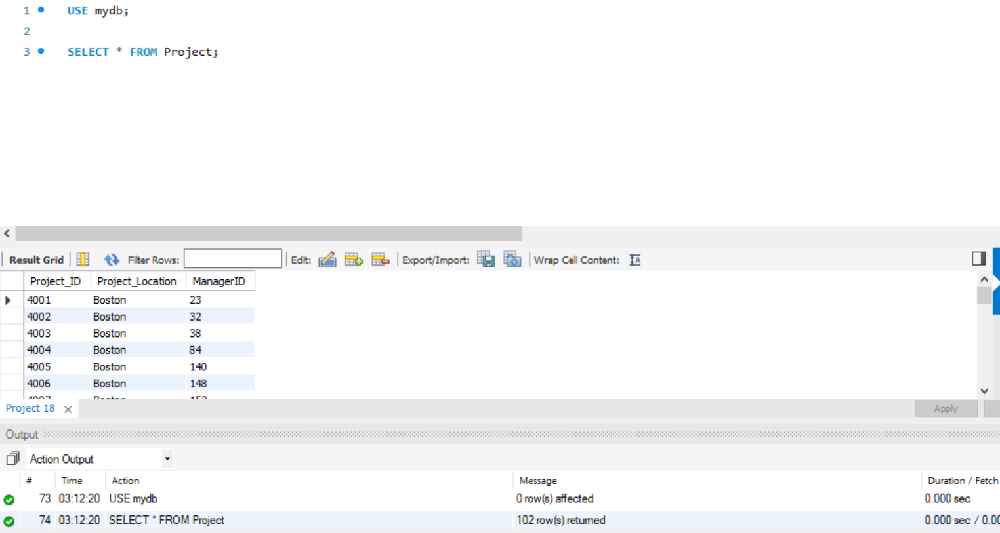 1 USE mydb;
2
3 SELECT * FROM Project;
Result Grid Filter Rows: Edit: Export/Import: Wrap Cell Content:
Project_ID Project_Location ManagerID
4001 Boston 23
4002 Boston 32
4003 Boston 38
4004 Boston 84
4005 Boston 140
4006 Boston 148
Project 18 Apply
Output
Action Output
# Time Action Message Duration / Fetch
73 03:12:20 USE mydb 0 row(s) affected 0.000 sec
74 03:12:20 SELECT * FROM Project 102 row(s) returned 0.000 sec / 0.00